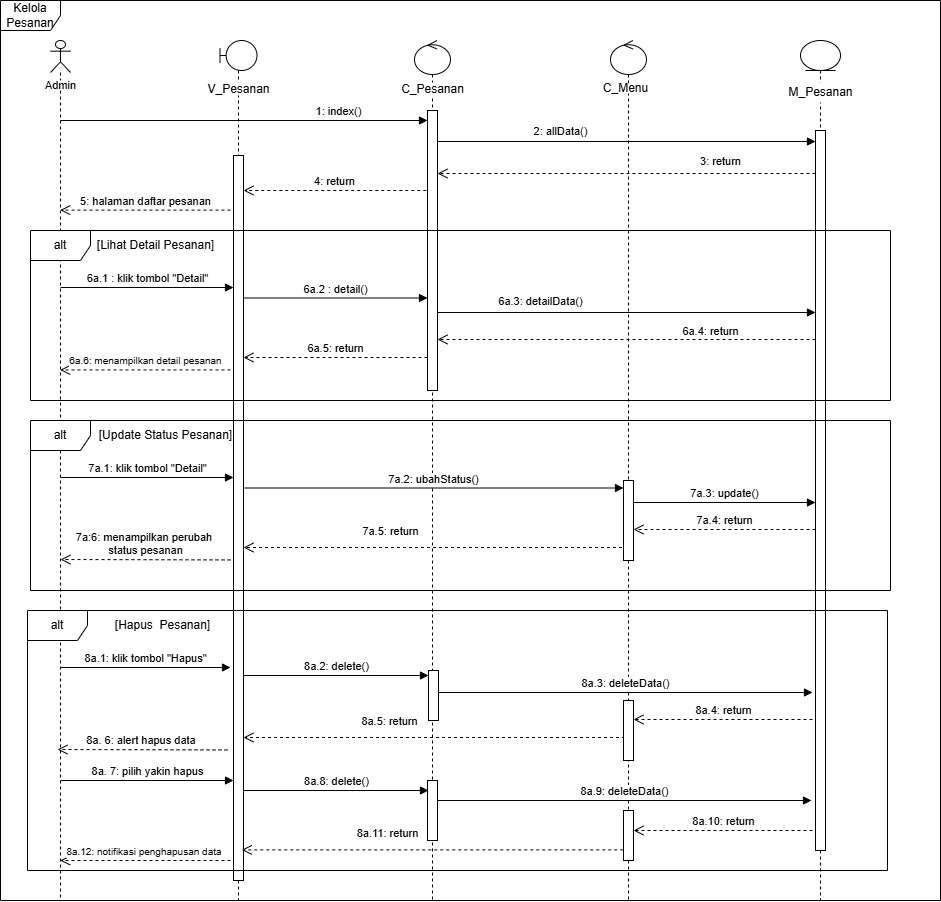 Kelola
Pesanan
Admin
V_Pesanan
C_Pesanan
C_Menu
M_Pesanan
1: index()
2: allData()
3: return
4: return
5: halaman daftar pesanan
alt
[Lihat Detail Pesanan]
6a.1 : klik tombol "Detail"
6a.2 : detail()
6a.3: detailData()
6a.4: return
6a.5: return
6a.6: menampilkan detail pesanan
alt
[Update Status Pesanan]
7a.1: klik tombol "Detail"
7a.2: ubahStatus()
7a.3: update()
7a.4: return
7a.5: return
7a:6: menampilkan perubah
status pesanan
alt
[Hapus  Pesanan]
8a.1: klik tombol "Hapus"
8a.2: delete()
8a.3: deleteData()
8a.4: return
8a.5: return
8a. 6: alert hapus data
8a. 7: pilih yakin hapus
8a.8: delete()
8a.9: deleteData()
8a.10: return
8a.11: return
8a.12: notifikasi penghapusan data